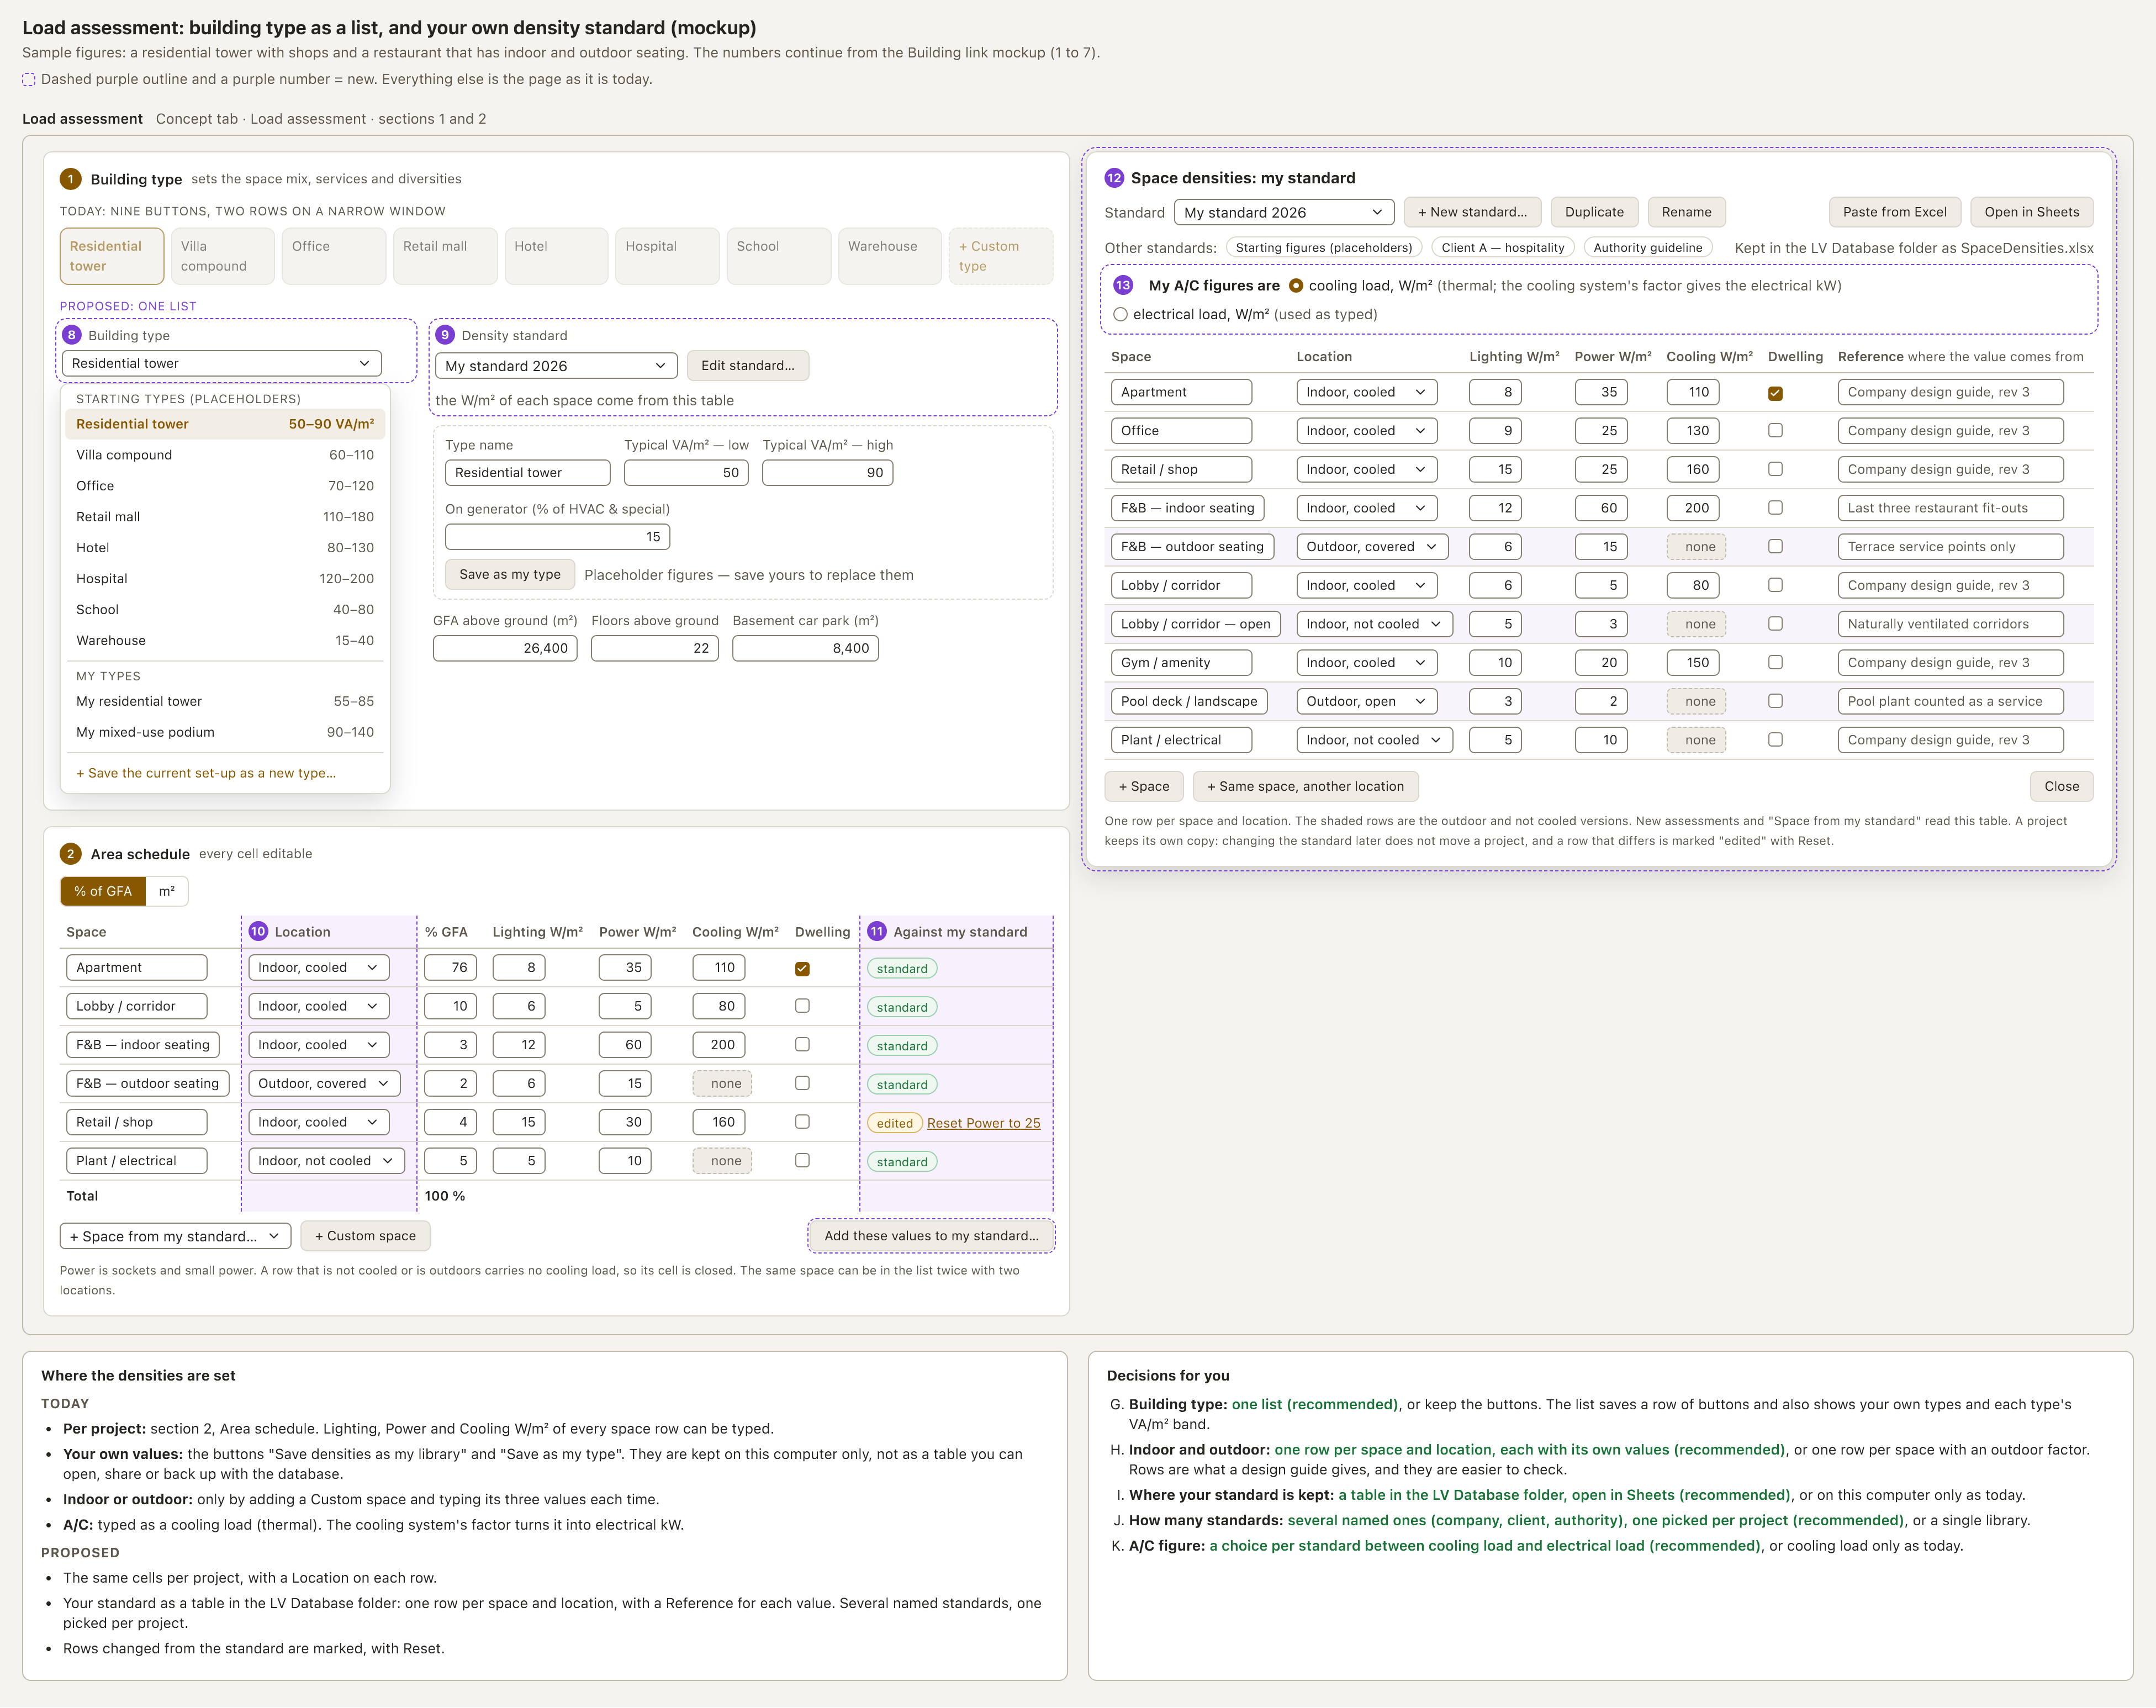 Load assessment: building type as a list, and your own density standard (mockup)
Sample figures: a residential tower with shops and a restaurant that has indoor and outdoor seating. The numbers continue from the Building link mockup (1 to 7).
Dashed purple outline and a purple number = new. Everything else is the page as it is today.
Load assessment Concept tab · Load assessment · sections 1 and 2
1 Building type sets the space mix, services and diversities
TODAY: NINE BUTTONS, TWO ROWS ON A NARROW WINDOW
Residential tower
Villa compound
Office
Retail mall
Hotel
Hospital
School
Warehouse
+ Custom type
PROPOSED: ONE LIST
8 Building type
Residential tower
STARTING TYPES (PLACEHOLDERS)
Residential tower 50–90 VA/m²
Villa compound 60–110
Office 70–120
Retail mall 110–180
Hotel 80–130
Hospital 120–200
School 40–80
Warehouse 15–40
MY TYPES
My residential tower 55–85
My mixed-use podium 90–140
+ Save the current set-up as a new type...
9 Density standard
My standard 2026 Edit standard...
the W/m² of each space come from this table
Type name Typical VA/m² — low Typical VA/m² — high
Residential tower 50 90
On generator (% of HVAC & special)
15
Save as my type Placeholder figures — save yours to replace them
GFA above ground (m²) Floors above ground Basement car park (m²)
26,400 22 8,400
2 Area schedule every cell editable
% of GFA m²
Space 10 Location % GFA Lighting W/m² Power W/m² Cooling W/m² Dwelling 11 Against my standard
Apartment Indoor, cooled 76 8 35 110 standard
Lobby / corridor Indoor, cooled 10 6 5 80 standard
F&B — indoor seating Indoor, cooled 3 12 60 200 standard
F&B — outdoor seating Outdoor, covered 2 6 15 none standard
Retail / shop Indoor, cooled 4 15 30 160 edited Reset Power to 25
Plant / electrical Indoor, not cooled 5 5 10 none standard
Total 100 %
+ Space from my standard... + Custom space Add these values to my standard...
Power is sockets and small power. A row that is not cooled or is outdoors carries no cooling load, so its cell is closed. The same space can be in the list twice with two
locations.
12 Space densities: my standard
Standard My standard 2026 + New standard... Duplicate Rename Paste from Excel Open in Sheets
Other standards: Starting figures (placeholders) Client A — hospitality Authority guideline Kept in the LV Database folder as SpaceDensities.xlsx
13 My A/C figures are cooling load, W/m² (thermal; the cooling system's factor gives the electrical kW)
electrical load, W/m² (used as typed)
Space Location Lighting W/m² Power W/m² Cooling W/m² Dwelling Reference where the value comes from
Apartment Indoor, cooled 8 35 110 Company design guide, rev 3
Office Indoor, cooled 9 25 130 Company design guide, rev 3
Retail / shop Indoor, cooled 15 25 160 Company design guide, rev 3
F&B — indoor seating Indoor, cooled 12 60 200 Last three restaurant fit-outs
F&B — outdoor seating Outdoor, covered 6 15 none Terrace service points only
Lobby / corridor Indoor, cooled 6 5 80 Company design guide, rev 3
Lobby / corridor — open Indoor, not cooled 5 3 none Naturally ventilated corridors
Gym / amenity Indoor, cooled 10 20 150 Company design guide, rev 3
Pool deck / landscape Outdoor, open 3 2 none Pool plant counted as a service
Plant / electrical Indoor, not cooled 5 10 none Company design guide, rev 3
+ Space + Same space, another location Close
One row per space and location. The shaded rows are the outdoor and not cooled versions. New assessments and "Space from my standard" read this table. A project
keeps its own copy: changing the standard later does not move a project, and a row that differs is marked "edited" with Reset.
Where the densities are set
TODAY
• Per project: section 2, Area schedule. Lighting, Power and Cooling W/m² of every space row can be typed.
• Your own values: the buttons "Save densities as my library" and "Save as my type". They are kept on this computer only, not as a table you can
open, share or back up with the database.
• Indoor or outdoor: only by adding a Custom space and typing its three values each time.
• A/C: typed as a cooling load (thermal). The cooling system's factor turns it into electrical kW.
PROPOSED
• The same cells per project, with a Location on each row.
• Your standard as a table in the LV Database folder: one row per space and location, with a Reference for each value. Several named standards, one
picked per project.
• Rows changed from the standard are marked, with Reset.
Decisions for you
G. Building type: one list (recommended), or keep the buttons. The list saves a row of buttons and also shows your own types and each type's
VA/m² band.
H. Indoor and outdoor: one row per space and location, each with its own values (recommended), or one row per space with an outdoor factor.
Rows are what a design guide gives, and they are easier to check.
I. Where your standard is kept: a table in the LV Database folder, open in Sheets (recommended), or on this computer only as today.
J. How many standards: several named ones (company, client, authority), one picked per project (recommended), or a single library.
K. A/C figure: a choice per standard between cooling load and electrical load (recommended), or cooling load only as today.